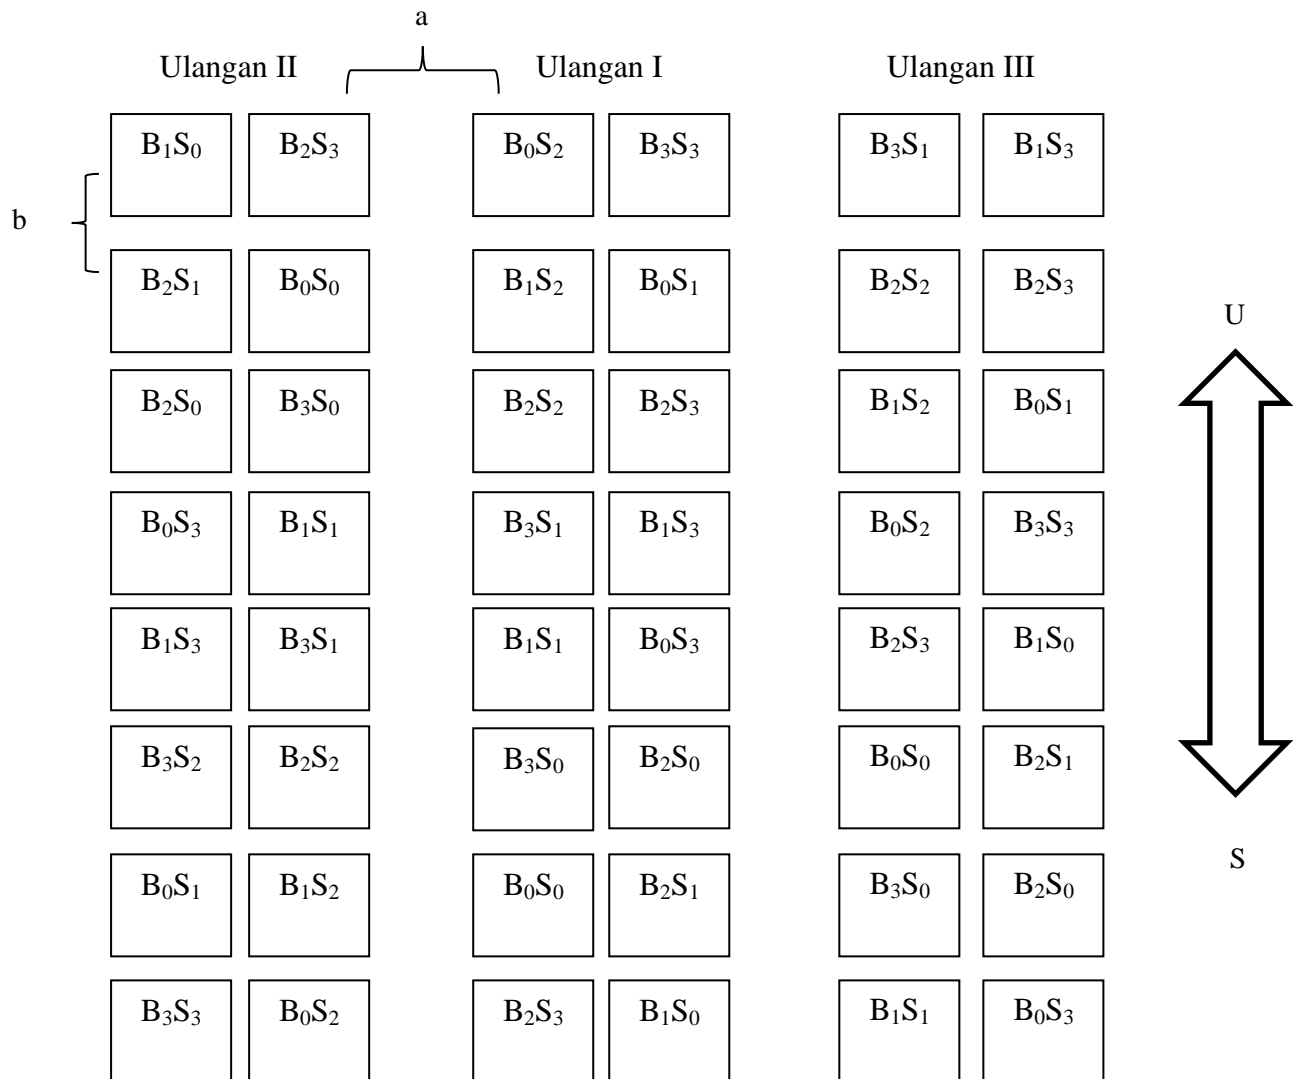 a
Ulangan II Ulangan I Ulangan III
B₁S₀ B₂S₃ B₀S₂ B₃S₃ B₃S₁ B₁S₃
b
B₂S₁ B₀S₀ B₁S₂ B₀S₁ B₂S₂ B₂S₃
U
B₂S₀ B₃S₀ B₂S₂ B₂S₃ B₁S₂ B₀S₁
B₀S₃ B₁S₁ B₃S₁ B₁S₃ B₀S₂ B₃S₃
B₁S₃ B₃S₁ B₁S₁ B₀S₃ B₂S₃ B₁S₀
B₃S₂ B₂S₂ B₃S₀ B₂S₀ B₀S₀ B₂S₁
S
B₀S₁ B₁S₂ B₀S₀ B₂S₁ B₃S₀ B₂S₀
B₃S₃ B₀S₂ B₂S₃ B₁S₀ B₁S₁ B₀S₃